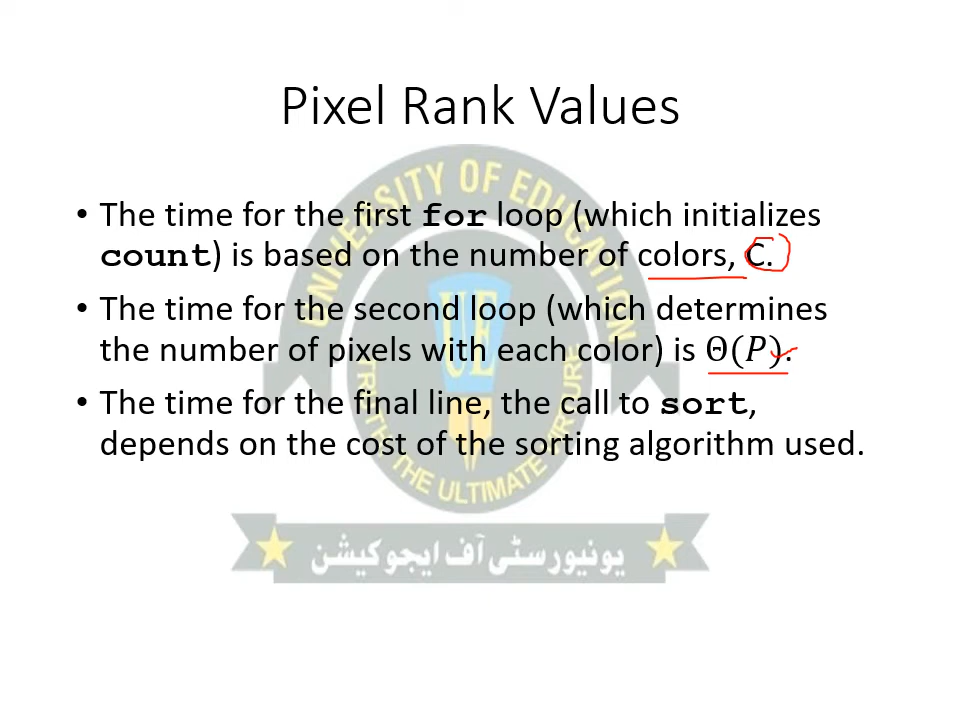 Pixel Rank Values
• The time for the first for loop (which initializes
count) is based on the number of colors, C.
• The time for the second loop (which determines
the number of pixels with each color) is Θ(P).
• The time for the final line, the call to sort,
depends on the cost of the sorting algorithm used.
UNIVERSITY OF EDUCATION
UE
TRUTH THE ULTIMATE VIRTUE
یونیورسٹی آف ایجوکیشن